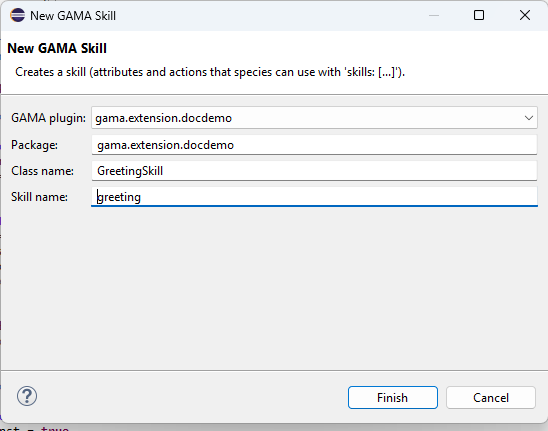 New GAMA Skill
New GAMA Skill
Creates a skill (attributes and actions that species can use with 'skills: [...]').
GAMA plugin: gama.extension.docdemo
Package: gama.extension.docdemo
Class name: GreetingSkill
Skill name: greeting
Finish Cancel
= true